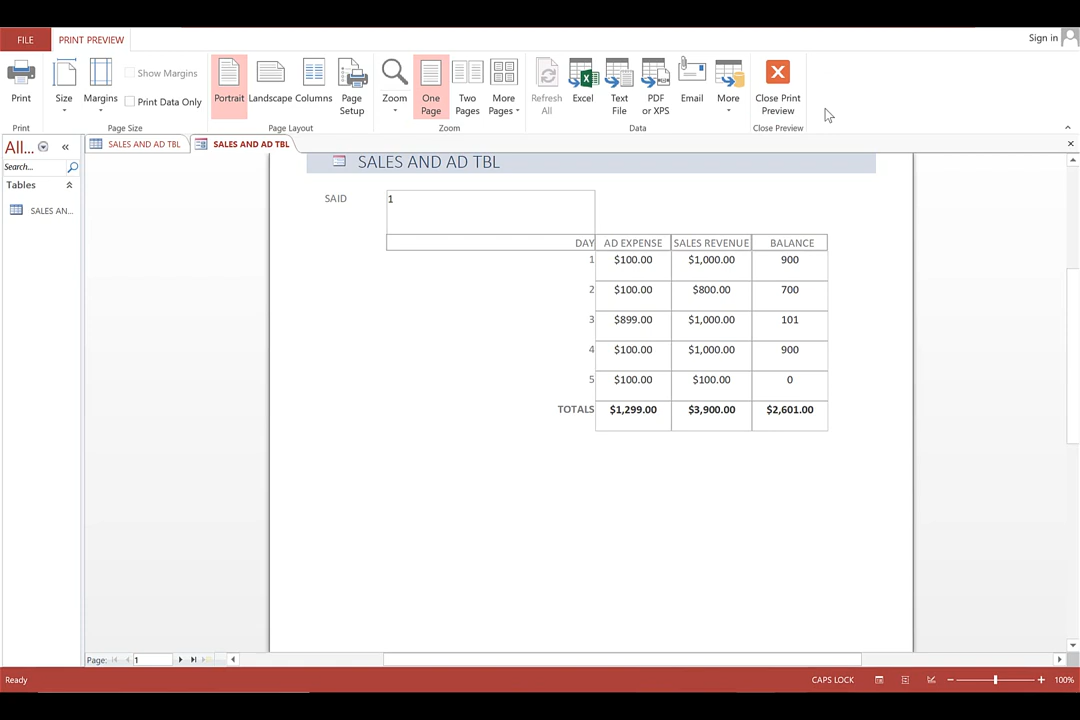 FILE PRINT PREVIEW Sign in
Print Size Margins Show Margins Print Data Only Portrait Landscape Columns Page Setup Zoom One Page Two Pages More Pages Refresh All Excel Text File PDF or XPS Email More Close Print Preview
Print Page Size Page Layout Zoom Data Close Preview
All... SALES AND AD TBL SALES AND AD TBL
Search...
Tables
SALES AN...
SALES AND AD TBL
SAID 1
DAY AD EXPENSE SALES REVENUE BALANCE
1 $100.00 $1,000.00 900
2 $100.00 $800.00 700
3 $899.00 $1,000.00 101
4 $100.00 $1,000.00 900
5 $100.00 $100.00 0
TOTALS $1,299.00 $3,900.00 $2,601.00
Page: 1
Ready CAPS LOCK 100%